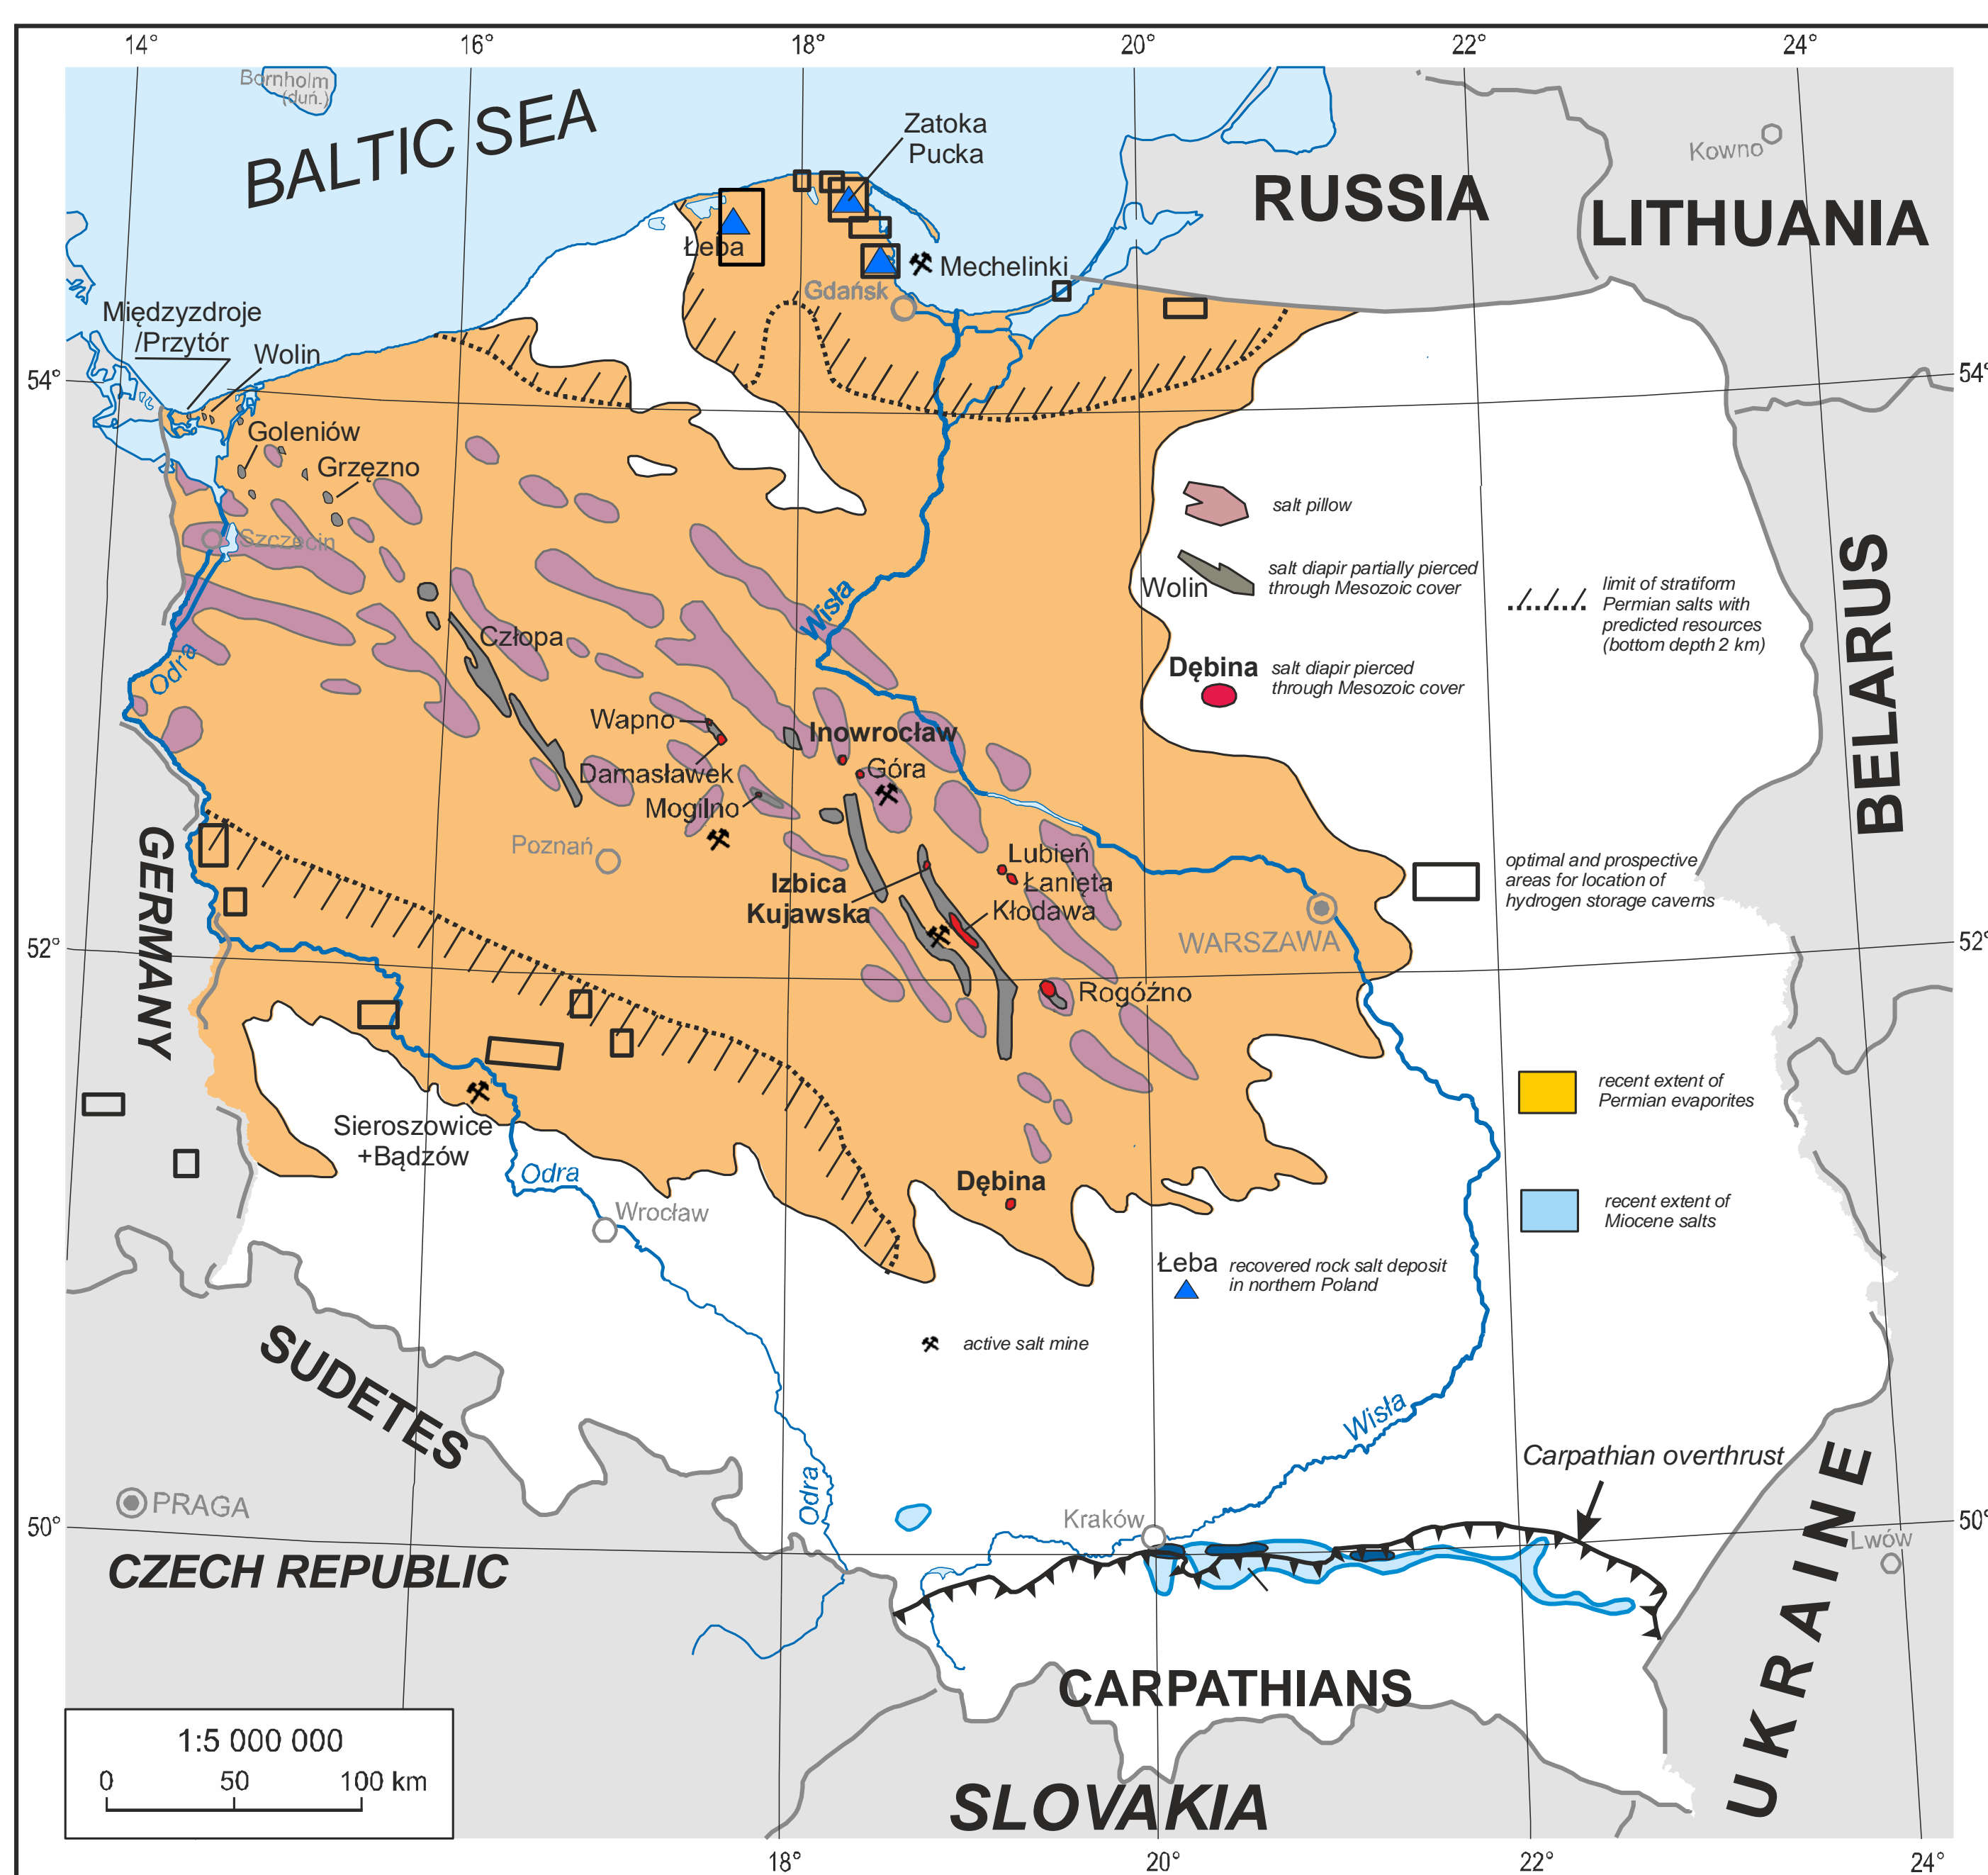 14°
16°
18°
20°
22°
24°
Bornholm
(duń.)
BALTIC SEA
Zatoka
Pucka
Kowno
RUSSIA
LITHUANIA
Łeba
Mechelinki
Gdańsk
Międzyzdroje
/Przytór
Wolin
54°
54°
Goleniów
Grzęzno
Szczecin
salt pillow
Wolin
salt diapir partially pierced
through Mesozoic cover
limit of stratiform
Permian salts with
predicted resources
(bottom depth 2 km)
BELARUS
Wisła
Człopa
Odra
Dębina
salt diapir pierced
through Mesozoic cover
Wapno
Inowrocław
Damasławek
Góra
Mogilno
Poznań
GERMANY
Lubień
Łanięta
Izbica
Kujawska
Kłodawa
optimal and prospective
areas for location of
hydrogen storage caverns
WARSZAWA
52°
52°
Rogóźno
recent extent of
Permian evaporites
Sieroszowice
+Bądzów
Odra
Dębina
Wrocław
recent extent of
Miocene salts
Łeba
recovered rock salt deposit
in northern Poland
active salt mine
SUDETES
Wisła
Carpathian overthrust
PRAGA
Odra
Kraków
50°
50°
Lwów
CZECH REPUBLIC
UKRAINE
CARPATHIANS
1:5 000 000
0
50
100 km
SLOVAKIA
18°
20°
22°
24°